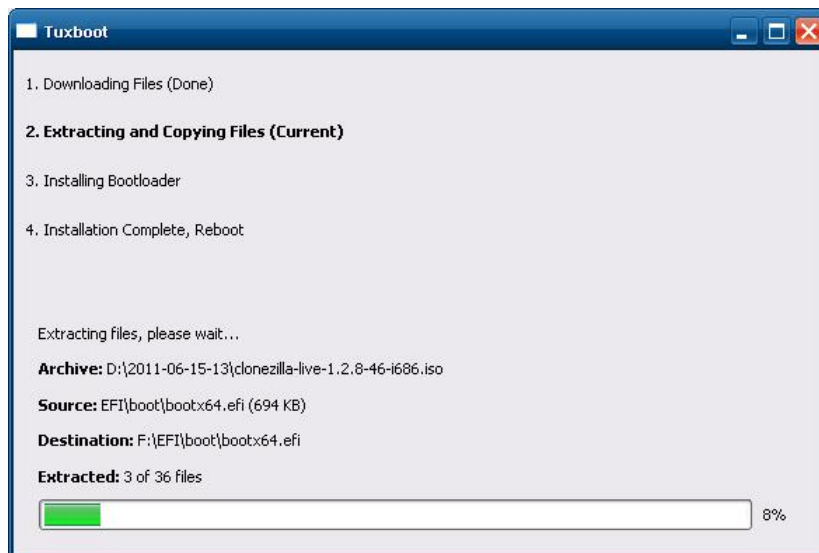 Tuxboot
1. Downloading Files (Done)
2. Extracting and Copying Files (Current)
3. Installing Bootloader
4. Installation Complete, Reboot
Extracting files, please wait...
Archive: D:\2011-06-15-13\clonezilla-live-1.2.8-46-i686.iso
Source: EFI\boot\bootx64.efi (694 KB)
Destination: F:\EFI\boot\bootx64.efi
Extracted: 3 of 36 files
8%